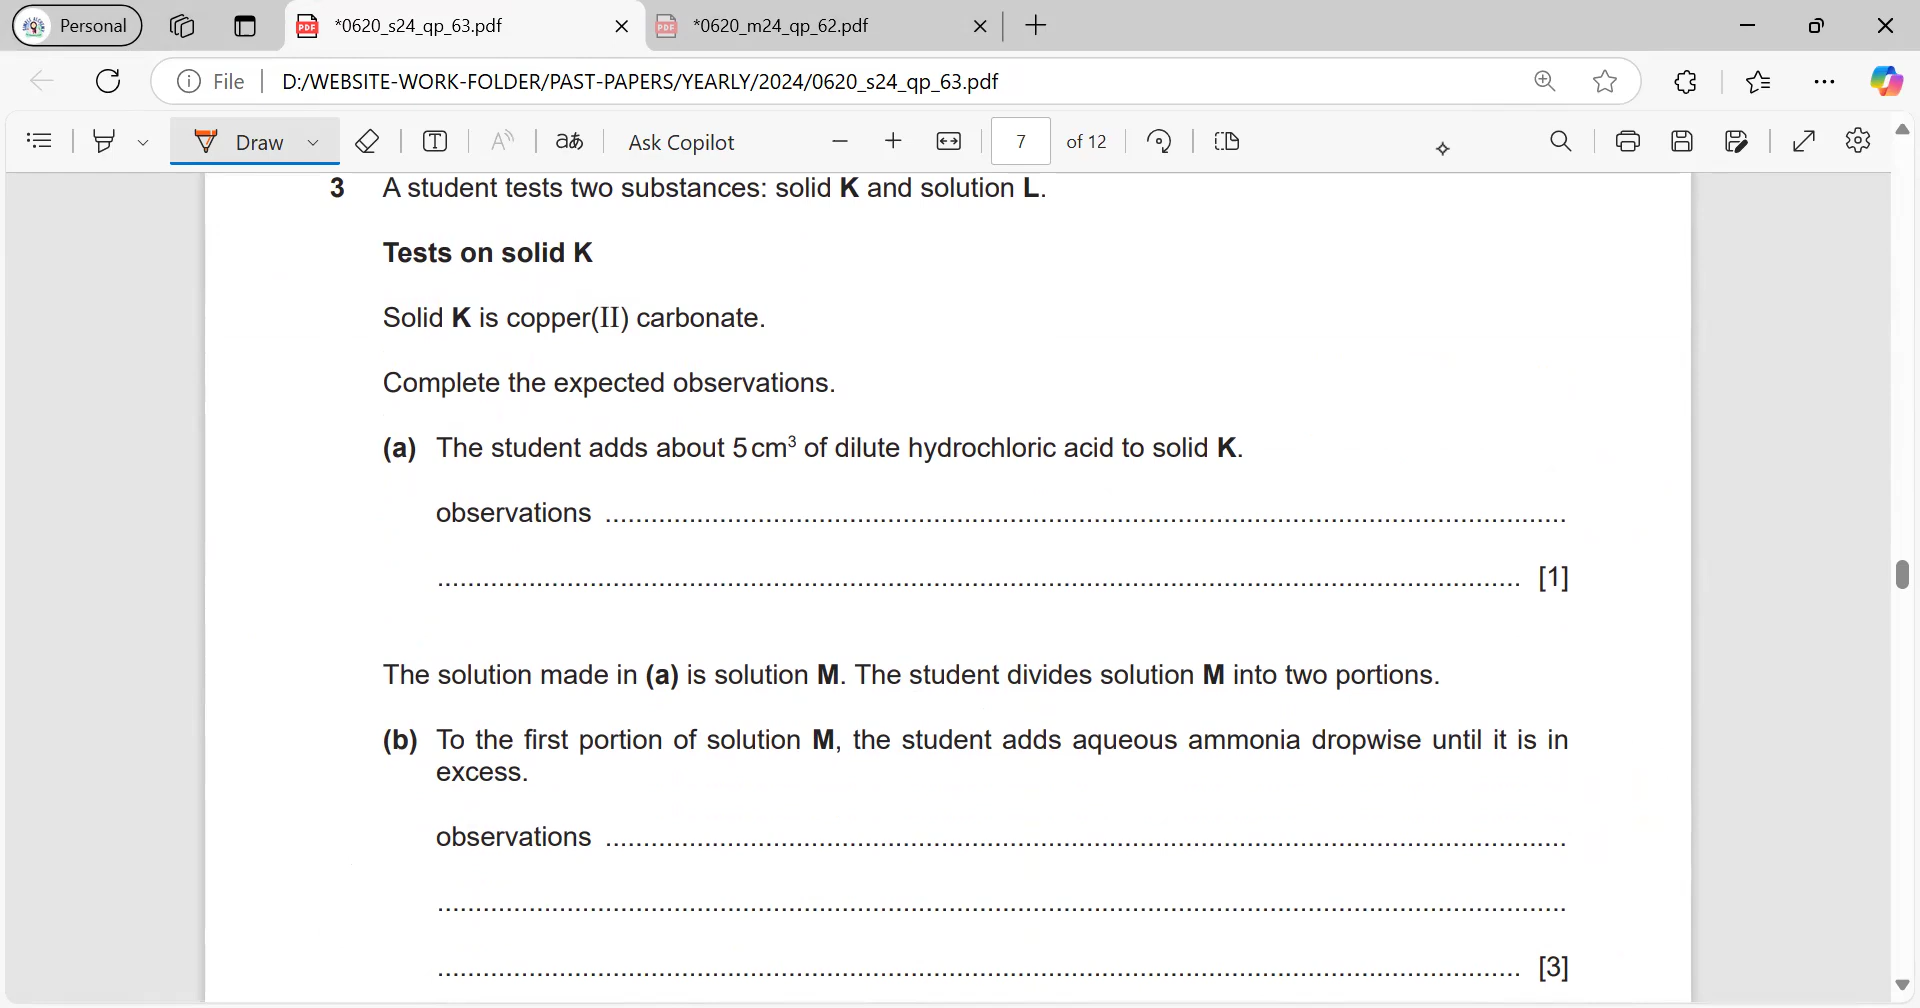 Personal
*0620_s24_qp_63.pdf
*0620_m24_qp_62.pdf
File
D:/WEBSITE-WORK-FOLDER/PAST-PAPERS/YEARLY/2024/0620_s24_qp_63.pdf
Draw
Ask Copilot
7 of 12
3 A student tests two substances: solid K and solution L.
Tests on solid K
Solid K is copper(II) carbonate.
Complete the expected observations.
(a) The student adds about 5 cm³ of dilute hydrochloric acid to solid K.
observations ................................................................................................................................
................................................................................................................................ [1]
The solution made in (a) is solution M. The student divides solution M into two portions.
(b) To the first portion of solution M, the student adds aqueous ammonia dropwise until it is in
excess.
observations ................................................................................................................................
................................................................................................................................
................................................................................................................................ [3]